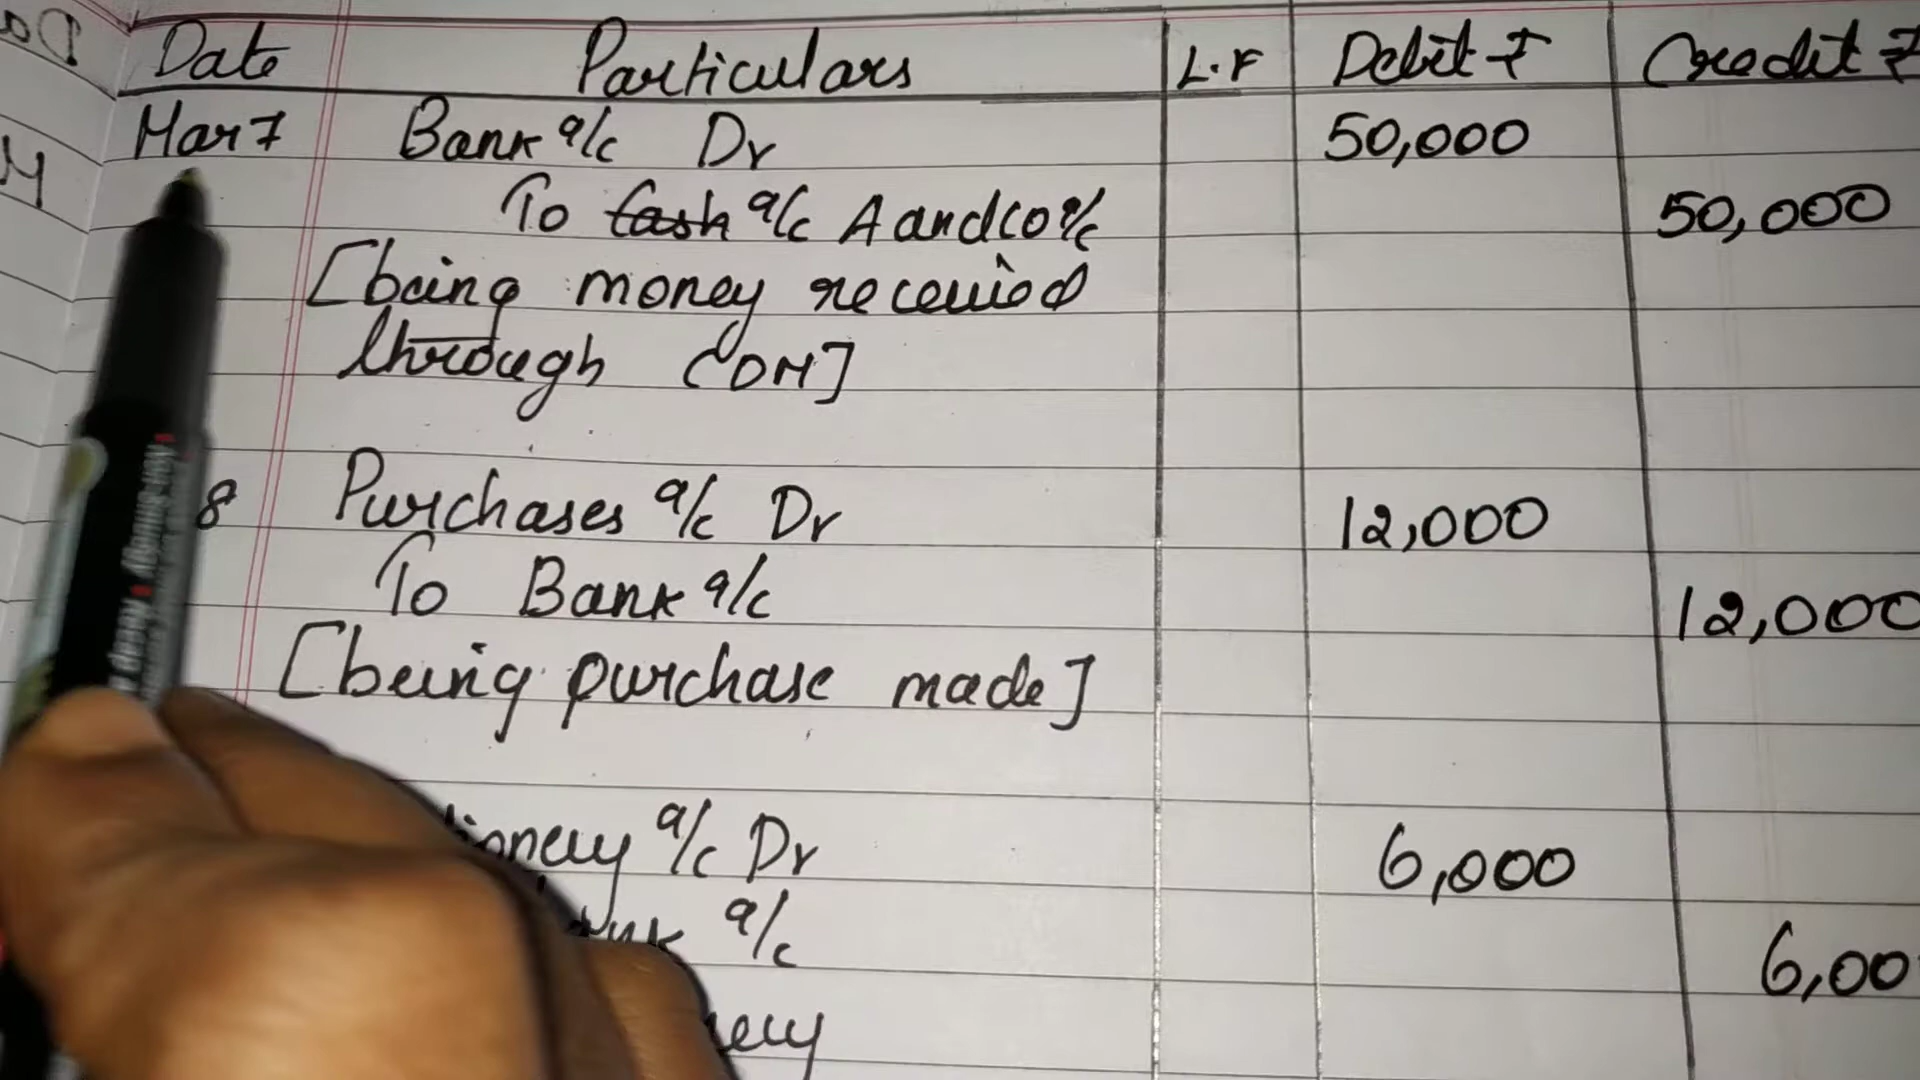 Date Particulars L.F Debit ₹ Credit ₹
Mar 7 Bank a/c Dr 50,000
To Cash a/c A and Co a/c 50,000
[being money received
through CDM]
8 Purchases a/c Dr 12,000
To Bank a/c 12,000
[being purchase made]
a/c Dr 6,000
a/c 6,00